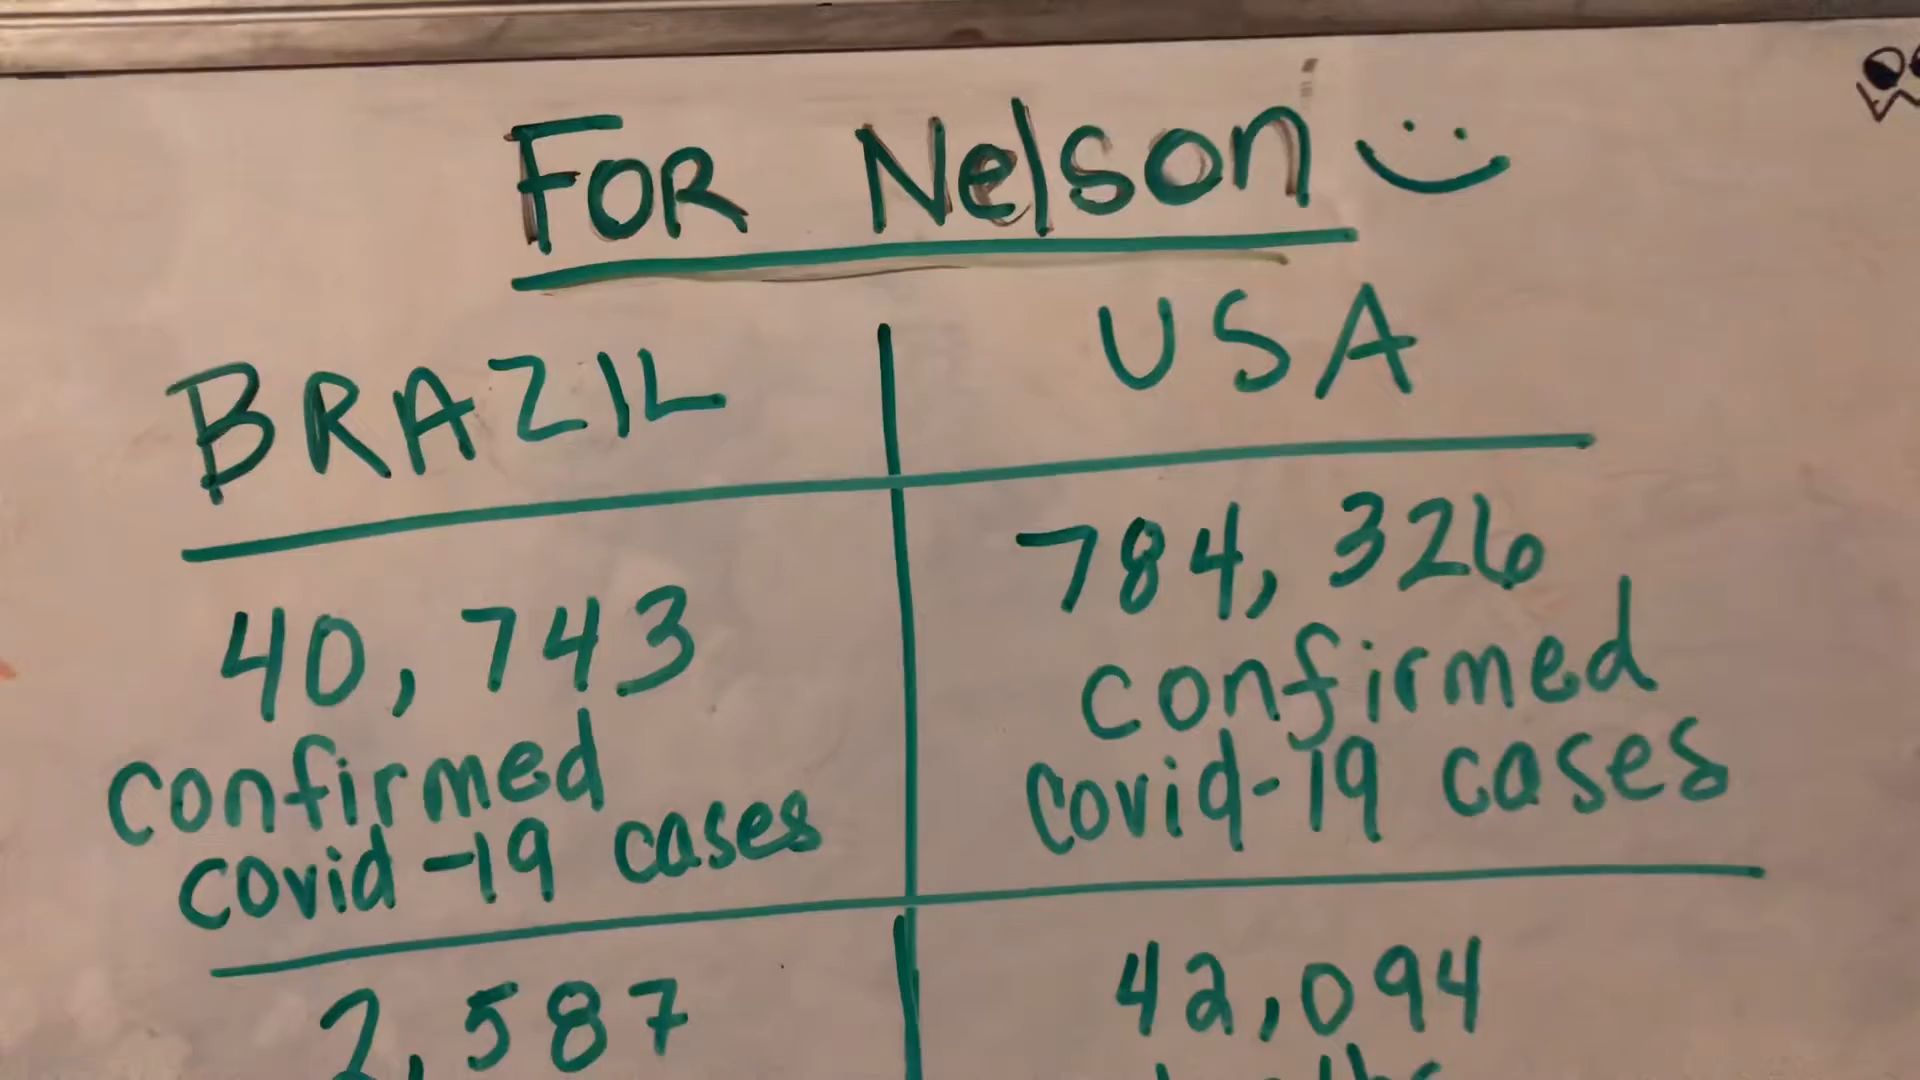 FOR Nelson
BRAZIL
USA
40,743
confirmed
covid-19 cases
784,326
confirmed
covid-19 cases
2,587
42,094